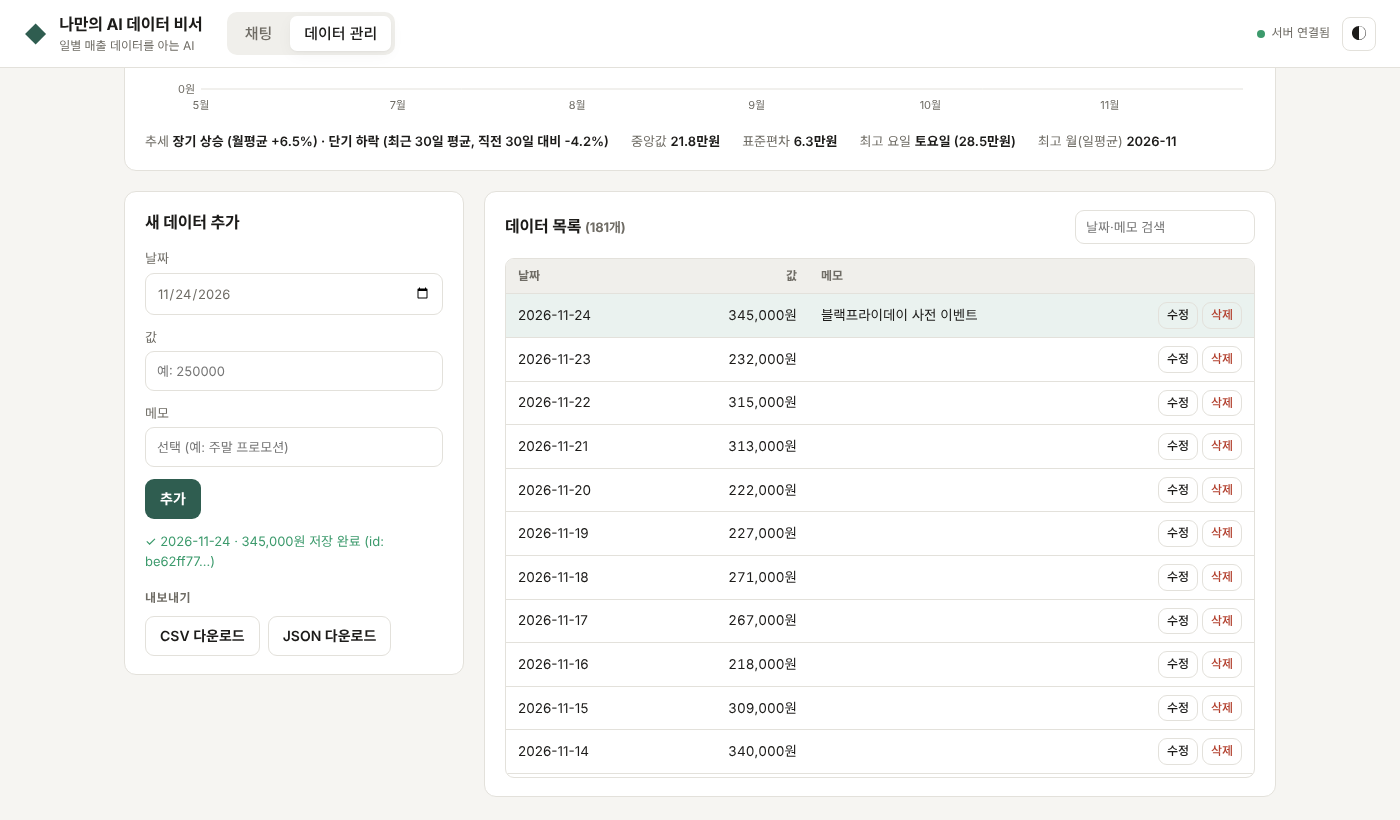 나만의 AI 데이터 비서
일별 매출 데이터를 아는 AI
채팅
데이터 관리
서버 연결됨
0원
5월 7월 8월 9월 10월 11월
추세 장기 상승 (월평균 +6.5%) · 단기 하락 (최근 30일 평균, 직전 30일 대비 -4.2%) 중앙값 21.8만원 표준편차 6.3만원 최고 요일 토요일 (28.5만원) 최고 월(일평균) 2026-11
새 데이터 추가
날짜
11/24/2026
값
예: 250000
메모
선택 (예: 주말 프로모션)
추가
✓ 2026-11-24 · 345,000원 저장 완료 (id:
be62ff77…)
내보내기
CSV 다운로드 JSON 다운로드
데이터 목록 (181개)
날짜·메모 검색
날짜 값 메모
2026-11-24 345,000원 블랙프라이데이 사전 이벤트 수정 삭제
2026-11-23 232,000원 수정 삭제
2026-11-22 315,000원 수정 삭제
2026-11-21 313,000원 수정 삭제
2026-11-20 222,000원 수정 삭제
2026-11-19 227,000원 수정 삭제
2026-11-18 271,000원 수정 삭제
2026-11-17 267,000원 수정 삭제
2026-11-16 218,000원 수정 삭제
2026-11-15 309,000원 수정 삭제
2026-11-14 340,000원 수정 삭제